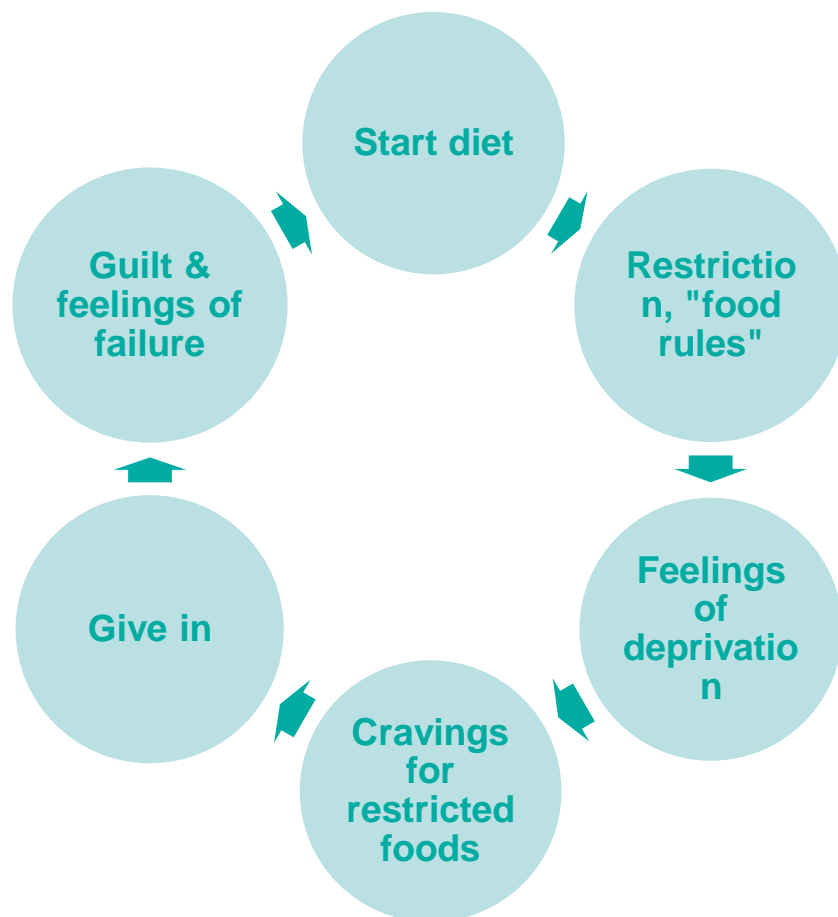 Start diet
Restrictio
n, "food
rules"
Feelings
of
deprivatio
n
Cravings
for
restricted
foods
Give in
Guilt &
feelings of
failure